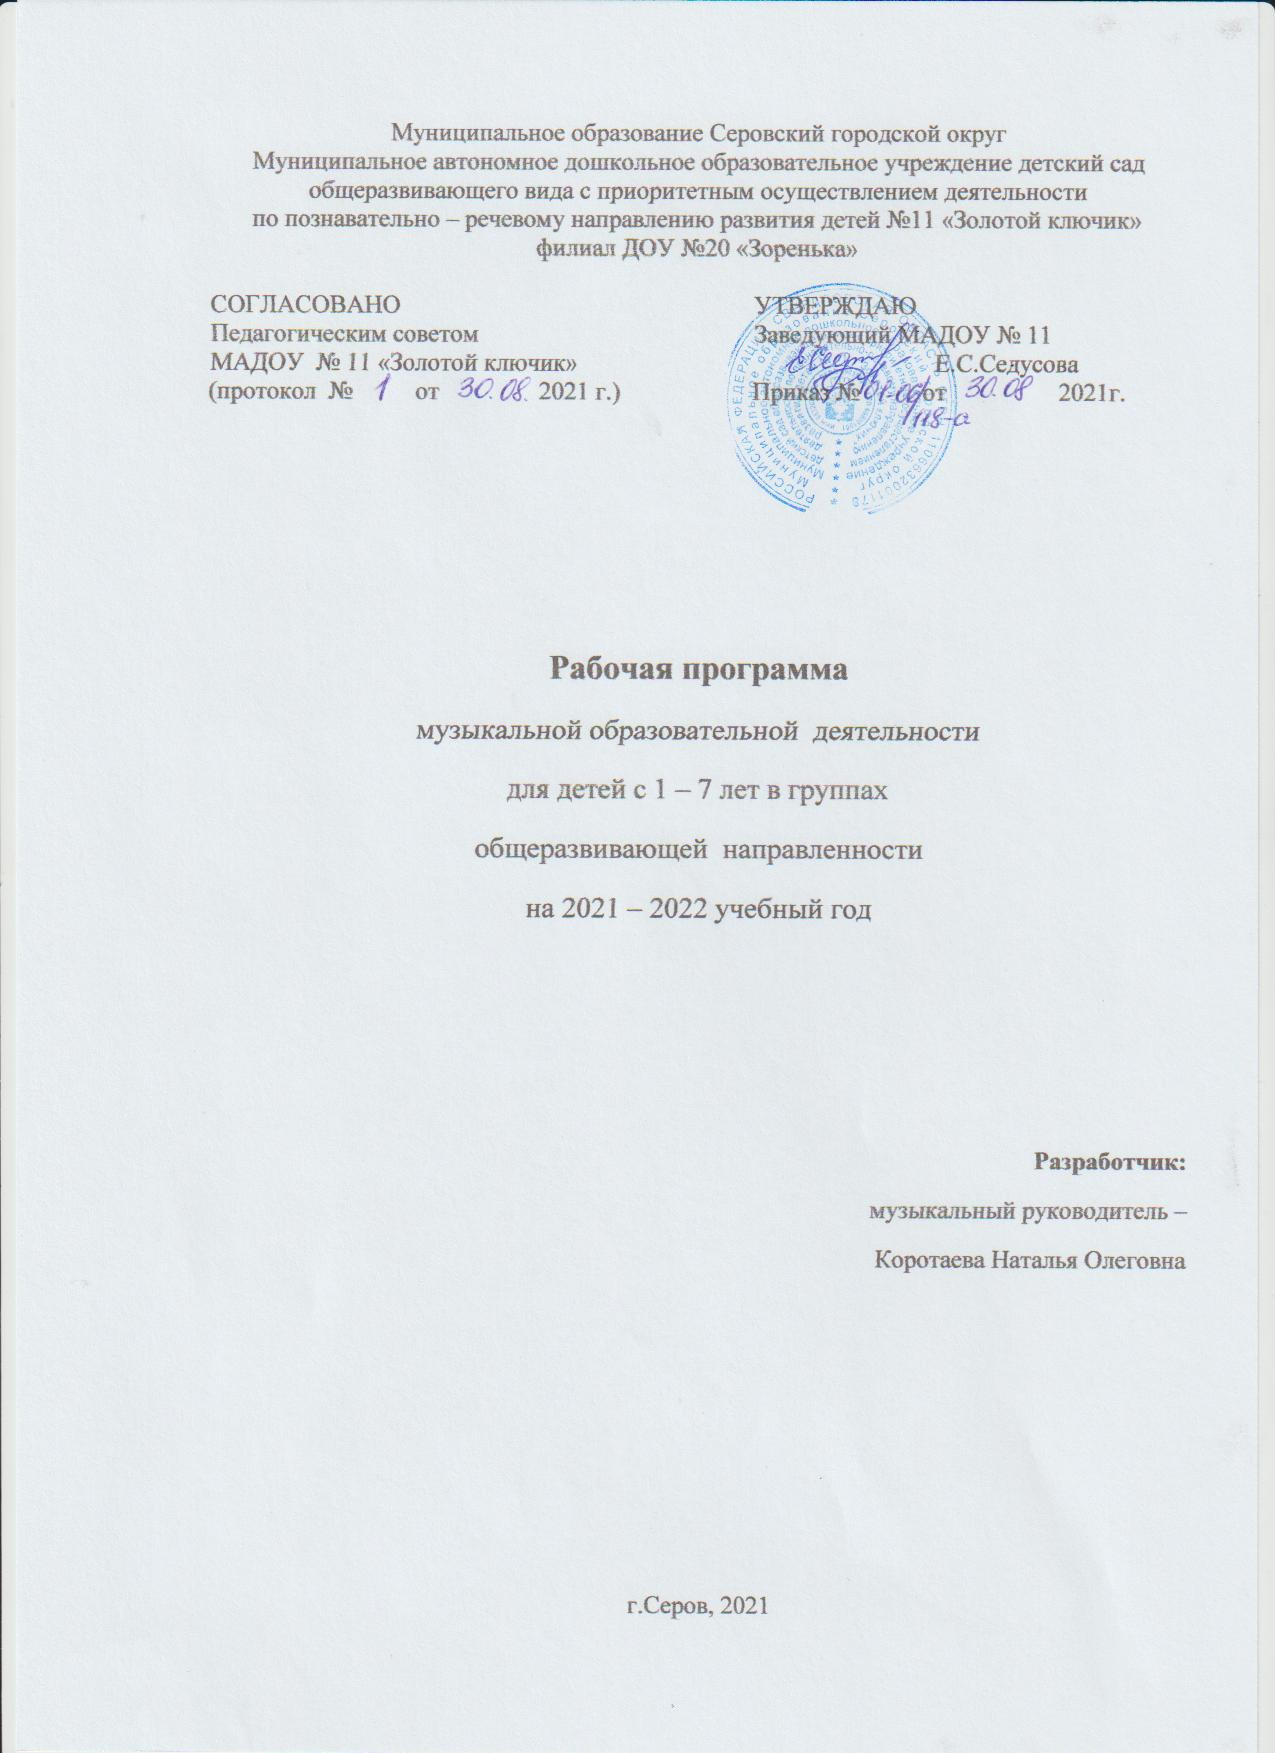 Муниципальное образование Серовский городской округ
Муниципальное автономное дошкольное образовательное учреждение детский сад
общеразвивающего вида с приоритетным осуществлением деятельности
по познавательно – речевому направлению развития детей №11 «Золотой ключик»
филиал ДОУ №20 «Зоренька»
СОГЛАСОВАНО
Педагогическим советом
МАДОУ № 11 «Золотой ключик»
(протокол № 1 от 30.08. 2021 г.)
УТВЕРЖДАЮ
Заведующий МАДОУ № 11
Е.С.Седусова
Приказ № 01-06/ от 30.08 2021г.
118-а
Рабочая программа
музыкальной образовательной деятельности
для детей с 1 – 7 лет в группах
общеразвивающей направленности
на 2021 – 2022 учебный год
Разработчик:
музыкальный руководитель –
Коротаева Наталья Олеговна
г.Серов, 2021